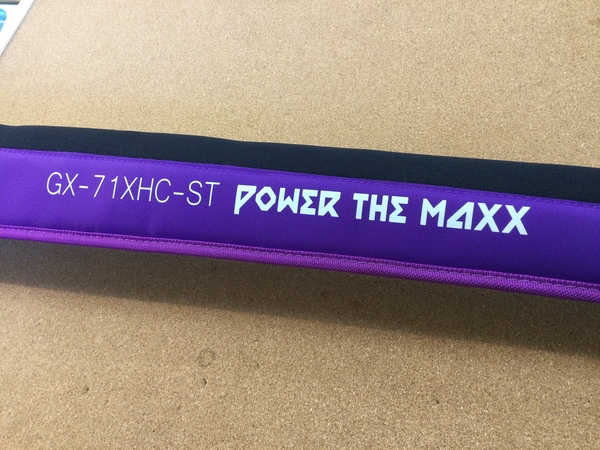 GX-71XHC-ST POWER THE MAXX